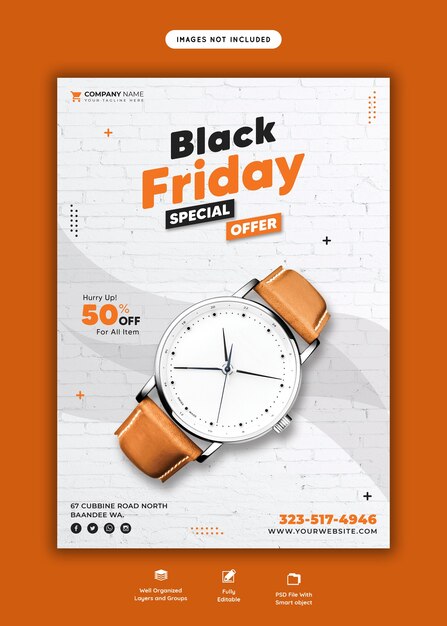 IMAGES NOT INCLUDED
COMPANY NAME
YOUR TAGLINE HERE
Black
Friday
SPECIAL
OFFER
Hurry Up!
50% OFF
For All Item
67 CUBBINE ROAD NORTH
BAANDEE WA.
323-517-4946
WWW.YOURWEBSITE.COM
Well Organized
Layers and Groups
Fully
Editable
PSD File With
Smart object